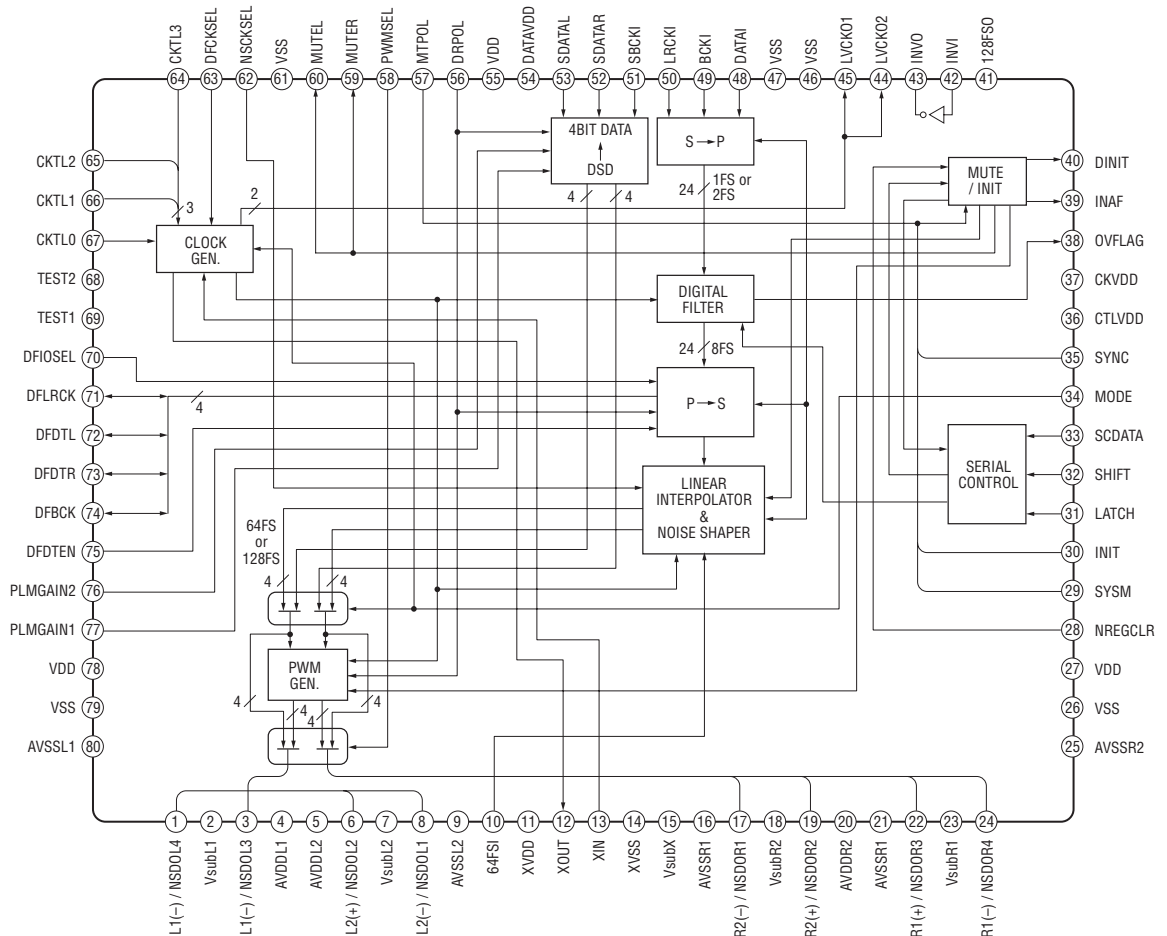 CKTL3
DFCKSEL
NSCKSEL
VSS
MUTEL
MUTER
PWMSEL
MTPOL
DRPOL
VDD
DATAVDD
SDATAL
SDATAR
SBCKI
LRCKI
BCKI
DATAI
VSS
VSS
LVCKO1
LVCKO2
INVO
INVI
128FSO
64 63 62 61 60 59 58 57 56 55 54 53 52 51 50 49 48 47 46 45 44 43 42 41
CKTL2 65
CKTL1 66
CKTL0 67
TEST2 68
TEST1 69
DFIOSEL 70
DFLRCK 71
DFDTL 72
DFDTR 73
DFBCK 74
DFDTEN 75
PLMGAIN2 76
PLMGAIN1 77
VDD 78
VSS 79
AVSSL1 80
4BIT DATA
DSD
4
4
S → P
24
1FS or
2FS
MUTE
/ INIT
3
2
CLOCK
GEN.
DIGITAL
FILTER
24
8FS
4
P → S
SERIAL
CONTROL
LINEAR
INTERPOLATOR
&
NOISE SHAPER
64FS
or
128FS
4
4
PWM
GEN.
4
4
4
4
40 DINIT
39 INAF
38 OVFLAG
37 CKVDD
36 CTLVDD
35 SYNC
34 MODE
33 SCDATA
32 SHIFT
31 LATCH
30 INIT
29 SYSM
28 NREGCLR
27 VDD
26 VSS
25 AVSSR2
1 2 3 4 5 6 7 8 9 10 11 12 13 14 15 16 17 18 19 20 21 22 23 24
L1(–) / NSDOL4
VsubL1
L1(–) / NSDOL3
AVDDL1
AVDDL2
L2(+) / NSDOL2
VsubL2
L2(–) / NSDOL1
AVSSL2
64FSI
XVDD
XOUT
XIN
XVSS
VsubX
AVSSR1
R2(–) / NSDOR1
VsubR2
R2(+) / NSDOR2
AVDDR2
AVSSR1
R1(+) / NSDOR3
VsubR1
R1(–) / NSDOR4